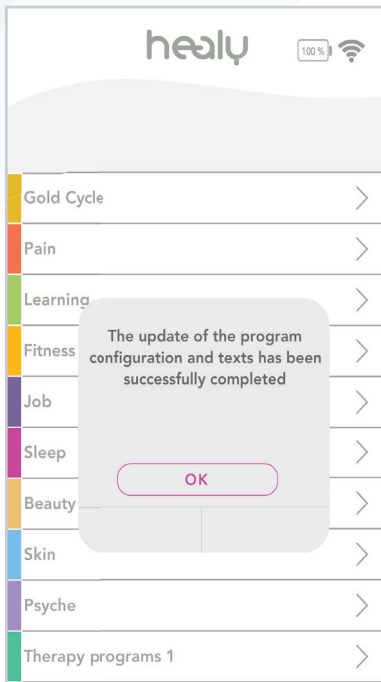 healy
100 %
Gold Cycle
Pain
Learning
Fitness
Job
Sleep
Beauty
Skin
Psyche
Therapy programs 1
The update of the program
configuration and texts has been
successfully completed
OK